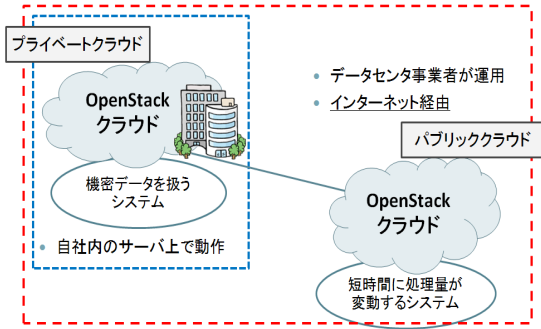 プライベートクラウド
OpenStack
クラウド
機密データを扱う
システム
• 自社内のサーバ上で動作
• データセンタ事業者が運用
• インターネット経由
パブリッククラウド
OpenStack
クラウド
短時間に処理量が
変動するシステム